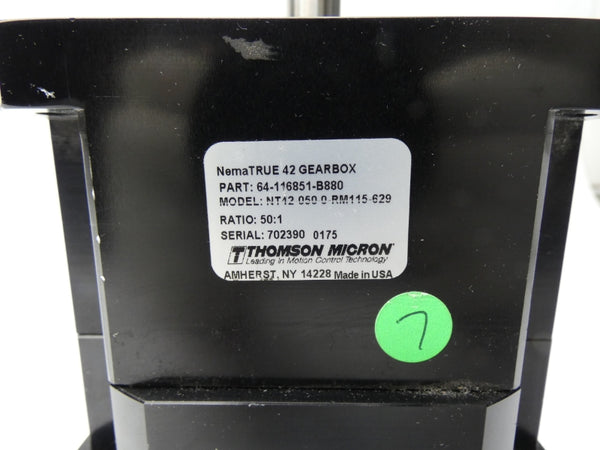 NemaTRUE 42 GEARBOX
PART: 64-116851-B880
MODEL: NT42-050-0-RM115-629
RATIO: 50:1
SERIAL: 702390 0175
T THOMSON MICRON
Leading in Motion Control Technology
AMHERST, NY 14228 Made in USA
7